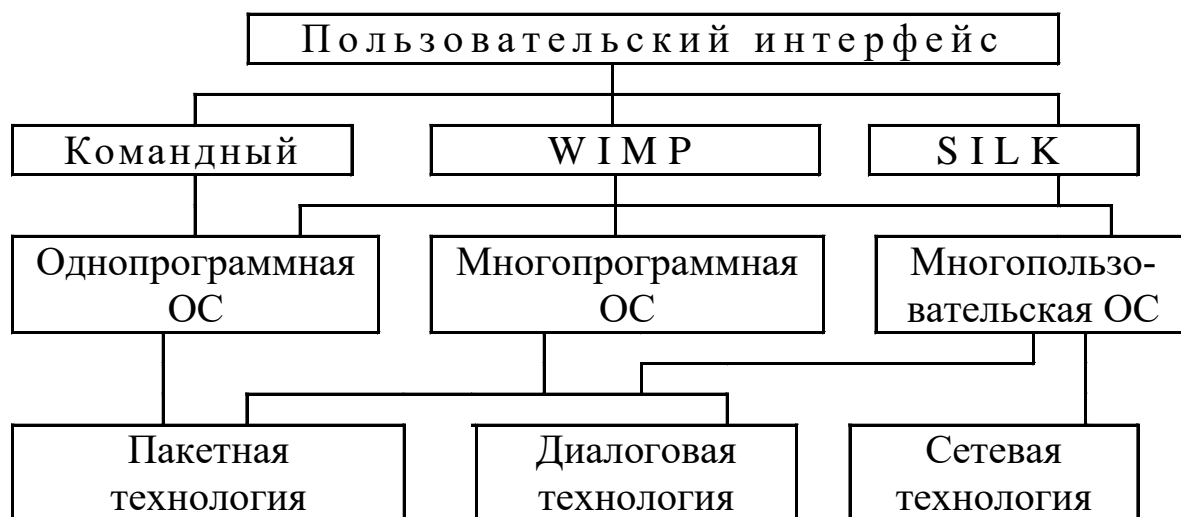 Пользовательский интерфейс
Командный
WIMP
SILK
Однопрограммная
ОС
Многопрограммная
ОС
Многопользо-
вательская ОС
Пакетная
технология
Диалоговая
технология
Сетевая
технология